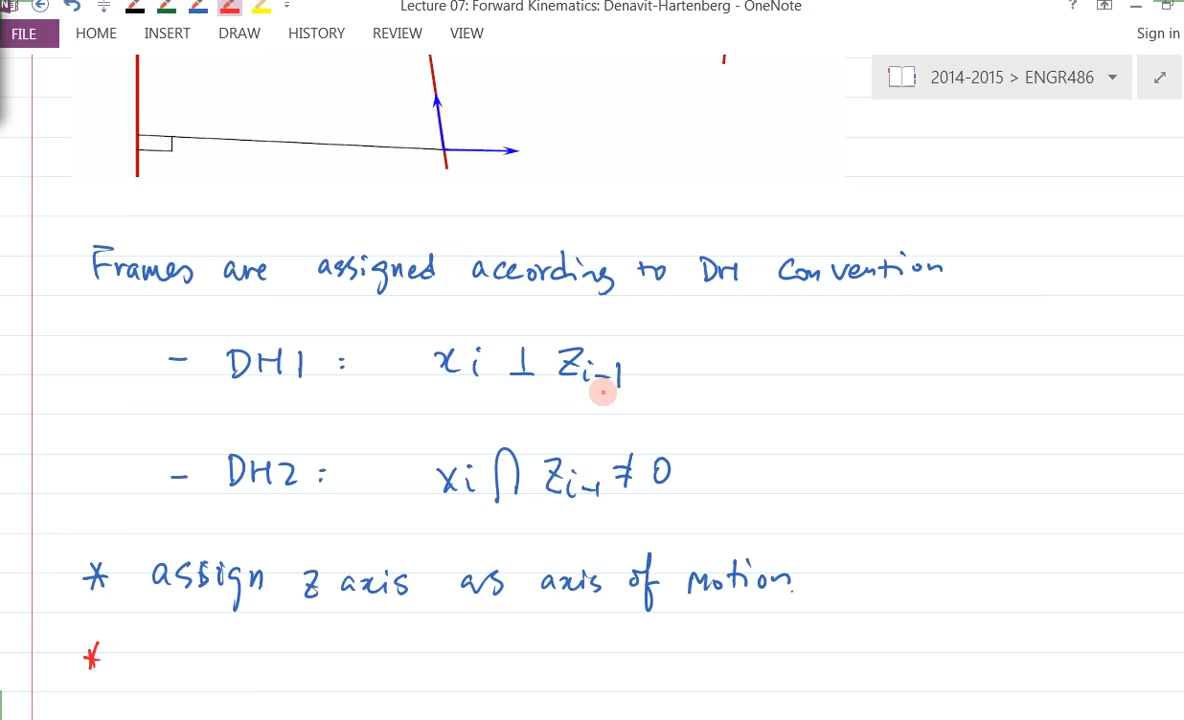 Lecture 07: Forward Kinematics: Denavit-Hartenberg - OneNote
FILE HOME INSERT DRAW HISTORY REVIEW VIEW Sign in
2014-2015 > ENGR486
Frames are assigned according to DH Convention
- DH1 : xi ⊥ Zi-1
- DH2 : xi ∩ Zi-1 ≠ 0
* assign z axis as axis of motion.
*